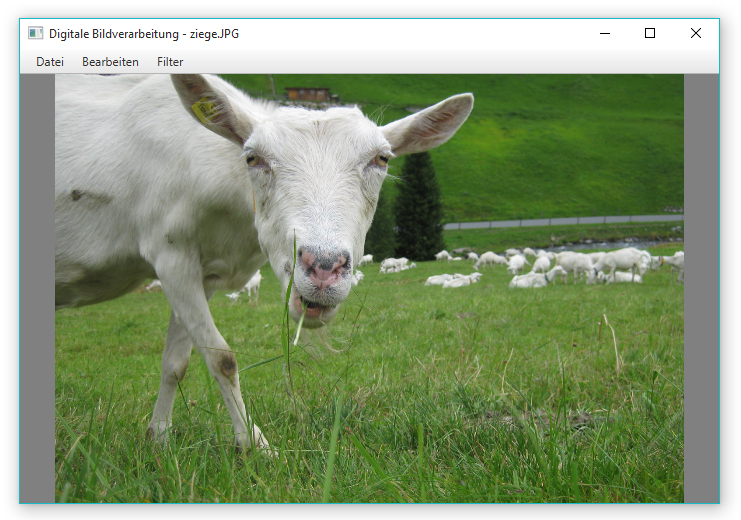 Digitale Bildverarbeitung - ziege.JPG
Datei Bearbeiten Filter